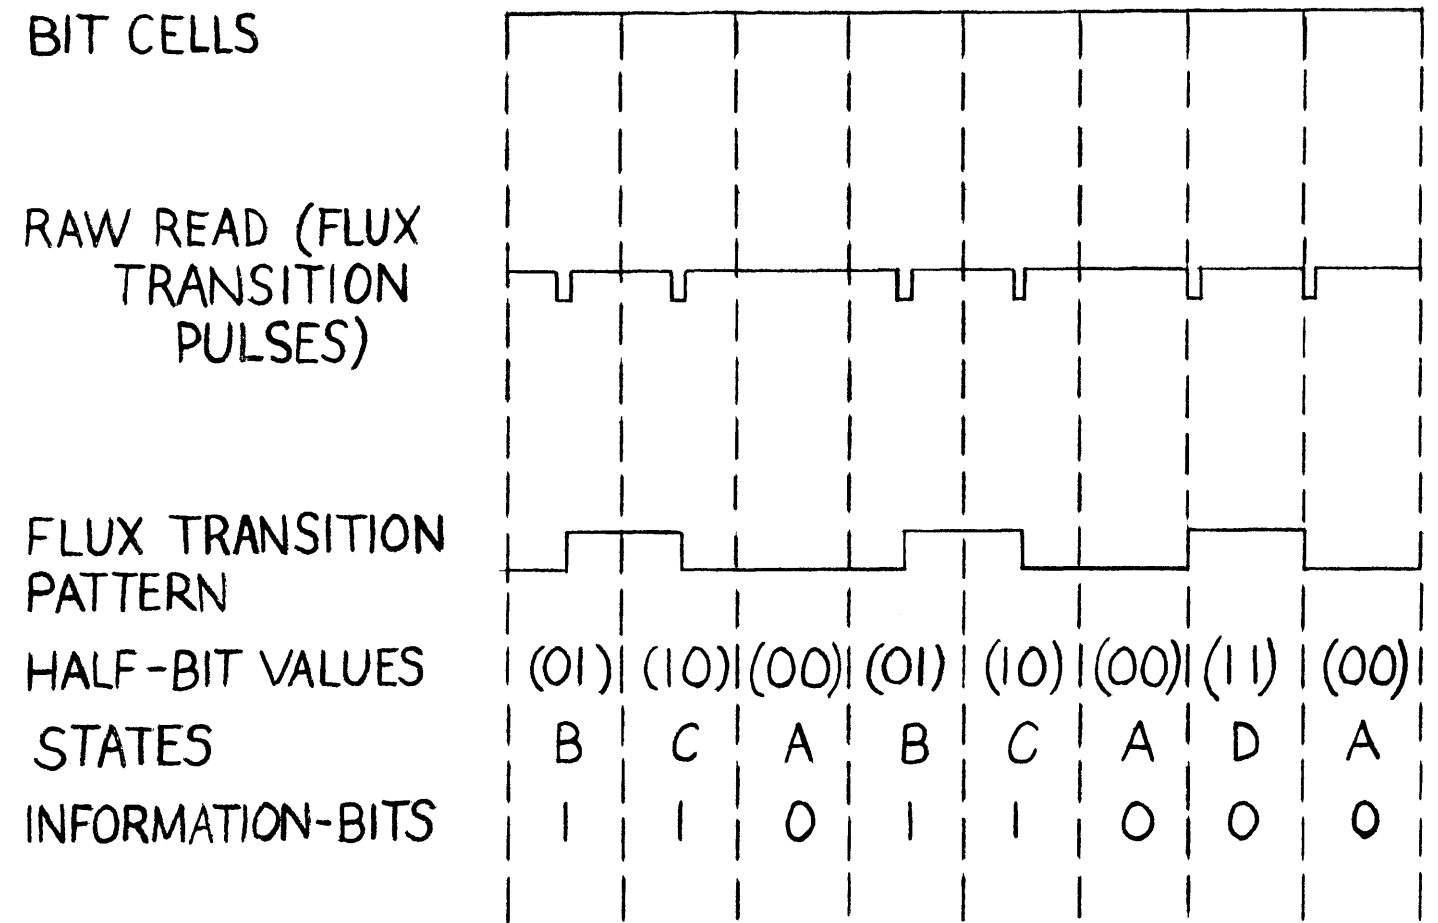 BIT CELLS
RAW READ (FLUX
TRANSITION
PULSES)
FLUX TRANSITION
PATTERN
HALF-BIT VALUES (01) (10) (00) (01) (10) (00) (11) (00)
STATES B C A B C A D A
INFORMATION-BITS 1 1 0 1 1 0 0 0